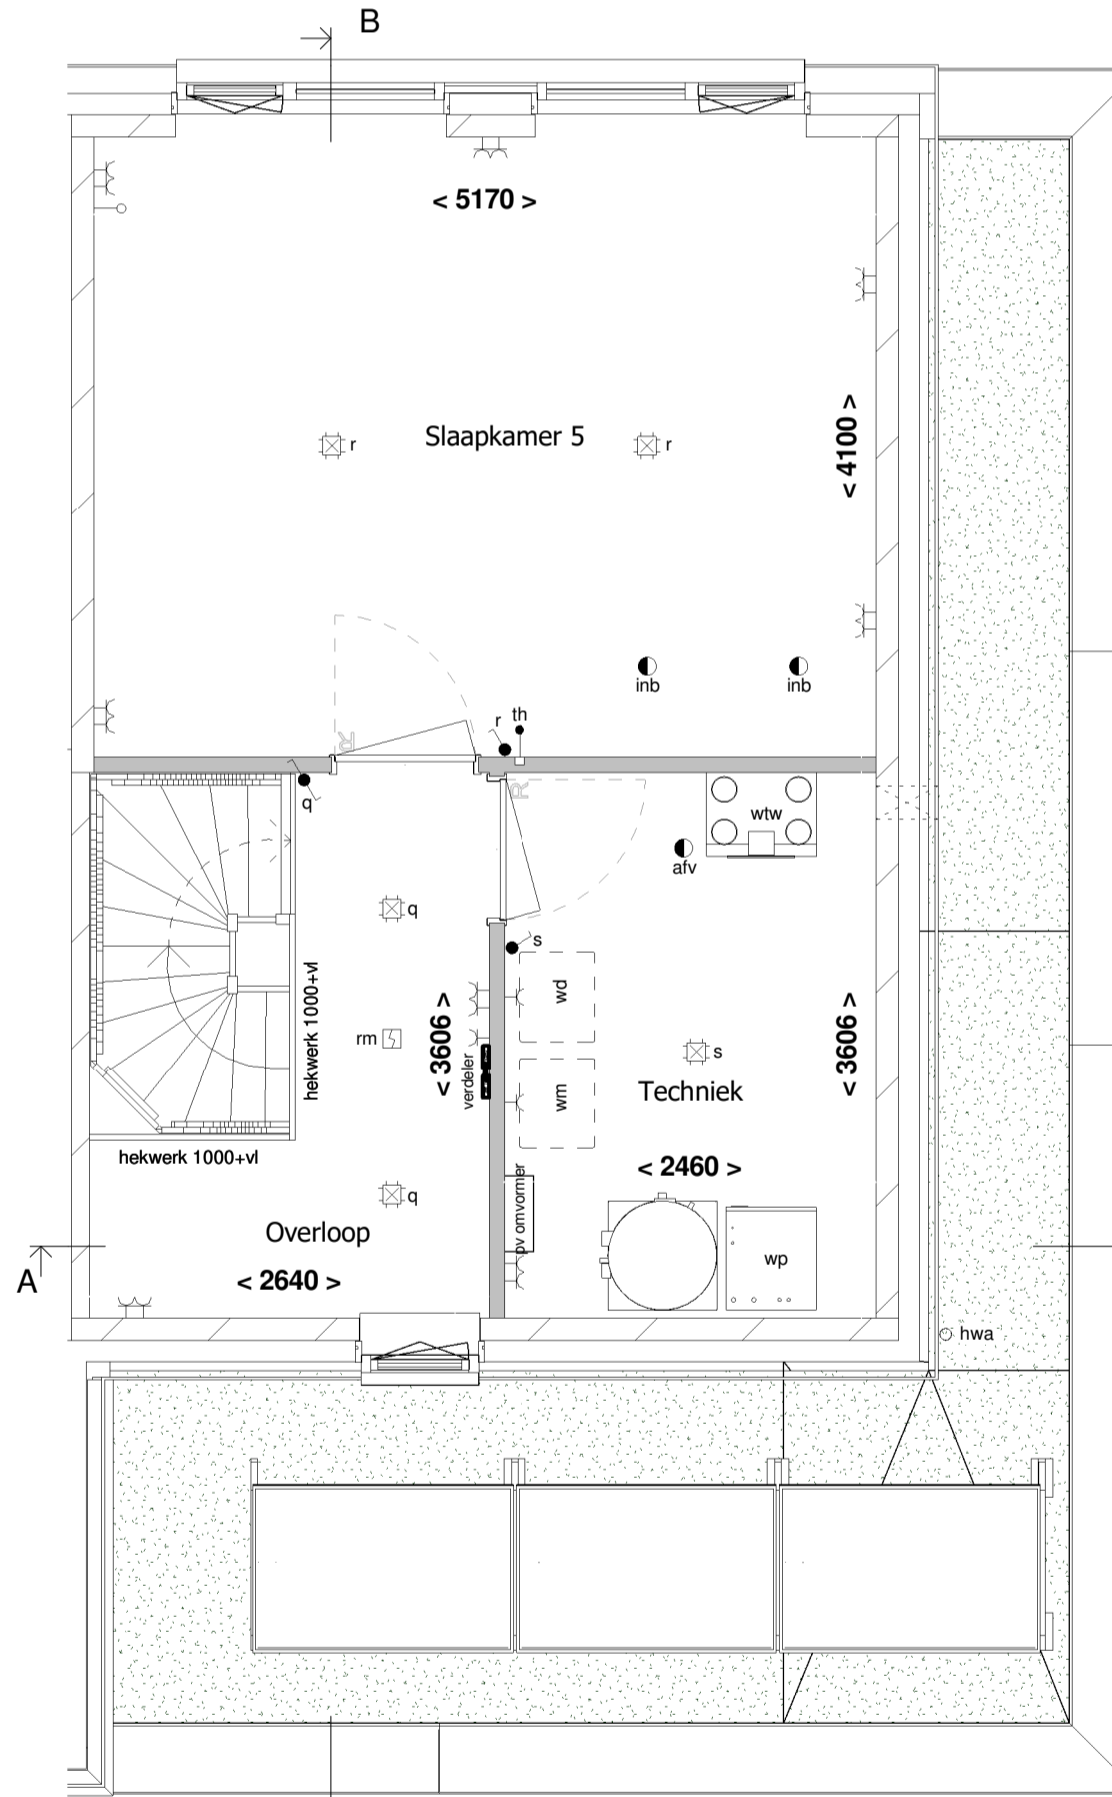 B
< 5170 >
r
Slaapkamer 5
r
< 4100 >
inb
inb
R
r
th
q
R
wtw
afv
q
s
hekwerk 1000+vl
< 3606 >
wd
rm
verdeler
s
< 3606 >
Techniek
wm
hekwerk 1000+vl
< 2460 >
q
pv omvormer
Overloop
wp
A
< 2640 >
hwa